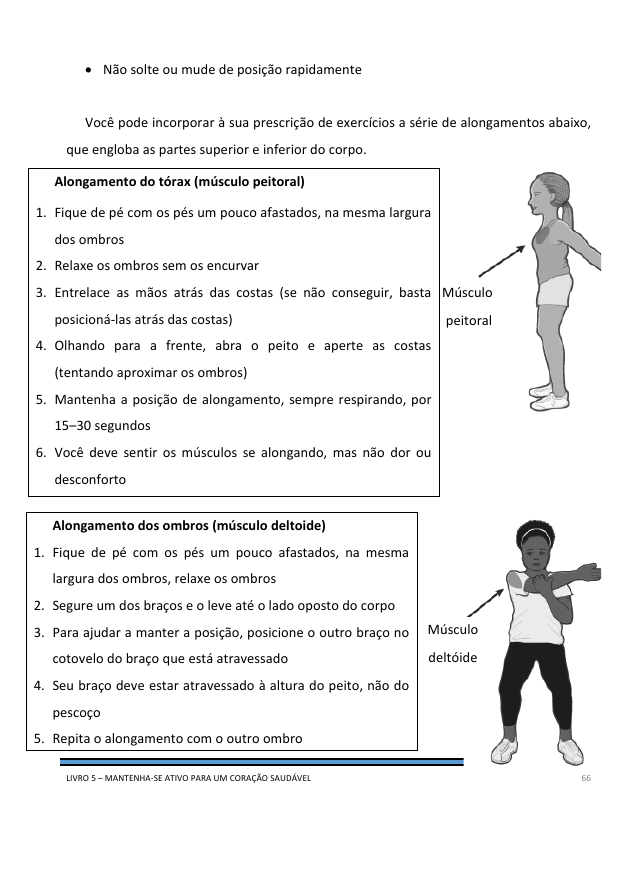 • Não solte ou mude de posição rapidamente
Você pode incorporar à sua prescrição de exercícios a série de alongamentos abaixo,
que engloba as partes superior e inferior do corpo.
Alongamento do tórax (músculo peitoral)
1. Fique de pé com os pés um pouco afastados, na mesma largura
dos ombros
2. Relaxe os ombros sem os encurvar
3. Entrelace as mãos atrás das costas (se não conseguir, basta
posicioná-las atrás das costas)
4. Olhando para a frente, abra o peito e aperte as costas
(tentando aproximar os ombros)
5. Mantenha a posição de alongamento, sempre respirando, por
15–30 segundos
6. Você deve sentir os músculos se alongando, mas não dor ou
desconforto
Músculo
peitoral
Alongamento dos ombros (músculo deltoide)
1. Fique de pé com os pés um pouco afastados, na mesma
largura dos ombros, relaxe os ombros
2. Segure um dos braços e o leve até o lado oposto do corpo
3. Para ajudar a manter a posição, posicione o outro braço no
cotovelo do braço que está atravessado
4. Seu braço deve estar atravessado à altura do peito, não do
pescoço
5. Repita o alongamento com o outro ombro
Músculo
deltóide
LIVRO 5 – MANTENHA-SE ATIVO PARA UM CORAÇÃO SAUDÁVEL
66